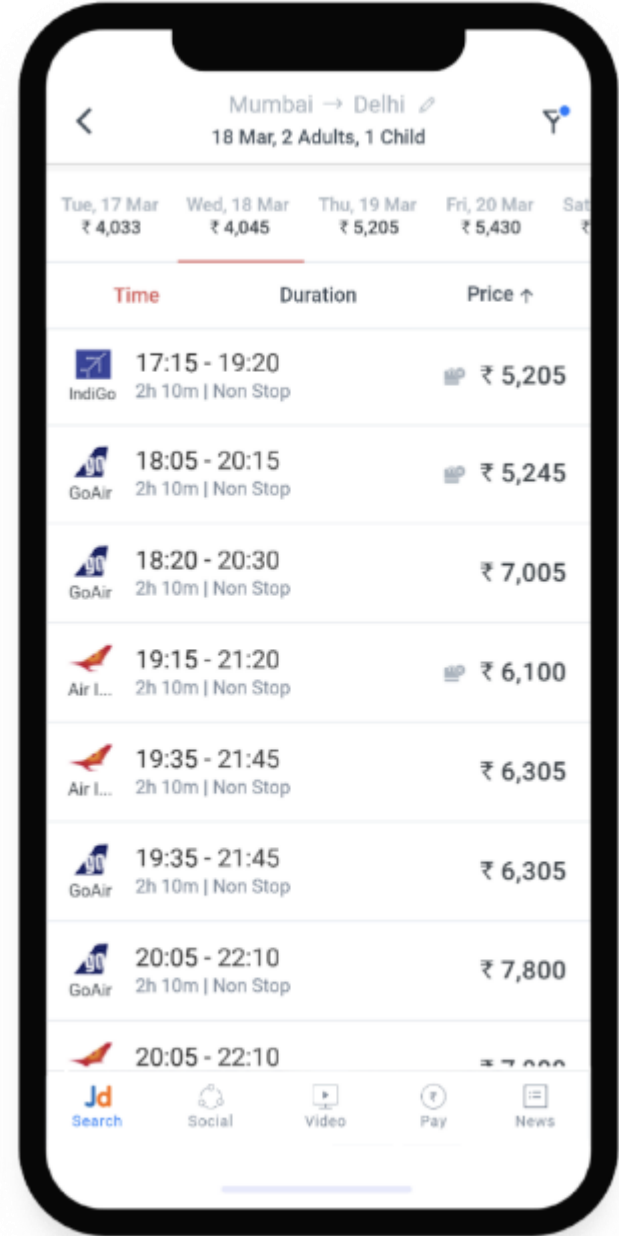 Mumbai → Delhi
18 Mar, 2 Adults, 1 Child
Tue, 17 Mar Wed, 18 Mar Thu, 19 Mar Fri, 20 Mar Sat
₹ 4,033 ₹ 4,045 ₹ 5,205 ₹ 5,430 ₹
Time Duration Price ↑
17:15 - 19:20
IndiGo 2h 10m | Non Stop ₹ 5,205
go 18:05 - 20:15
GoAir 2h 10m | Non Stop ₹ 5,245
go 18:20 - 20:30
GoAir 2h 10m | Non Stop ₹ 7,005
19:15 - 21:20
Air I... 2h 10m | Non Stop ₹ 6,100
19:35 - 21:45
Air I... 2h 10m | Non Stop ₹ 6,305
go 19:35 - 21:45
GoAir 2h 10m | Non Stop ₹ 6,305
go 20:05 - 22:10
GoAir 2h 10m | Non Stop ₹ 7,800
20:05 - 22:10
Jd
Search Social Video Pay News